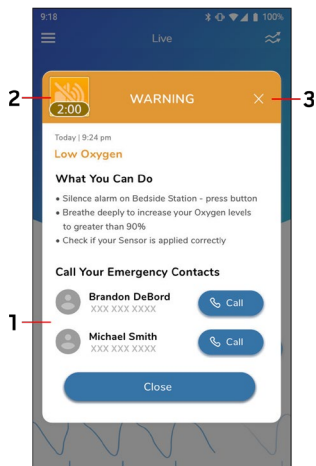 9:18
100%
Live
2
2:00
WARNING
3
Today | 9:24 pm
Low Oxygen
What You Can Do
• Silence alarm on Bedside Station - press button
• Breathe deeply to increase your Oxygen levels
to greater than 90%
• Check if your Sensor is applied correctly
Call Your Emergency Contacts
Brandon DeBord
XXX XXX XXXX
Call
1
Michael Smith
XXX XXX XXXX
Call
Close